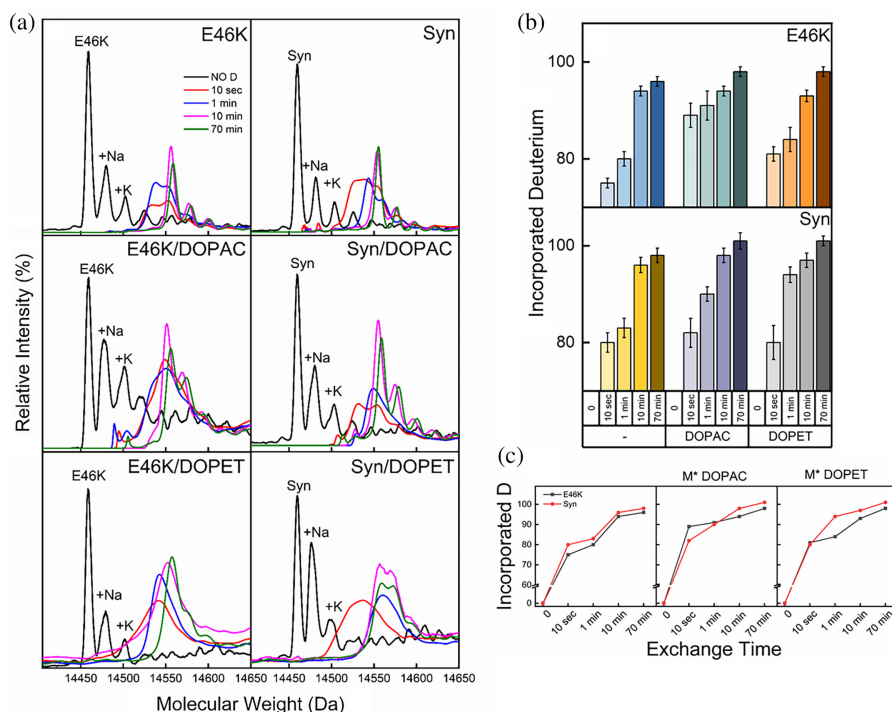 (a)
E46K
E46K
+Na
+K
NO D
10 sec
1 min
10 min
70 min
Syn
Syn
+Na
+K
E46K/DOPAC
E46K
+Na
+K
Syn/DOPAC
Syn
+Na
+K
E46K/DOPET
E46K
+Na
+K
Syn/DOPET
Syn
+Na
+K
Relative Intensity (%)
14450 14500 14550 14600 14650 14450 14500 14550 14600 14650
Molecular Weight (Da)
(b)
E46K
100
80
Syn
100
80
Incorporated Deuterium
0 10 sec 1 min 10 min 70 min 0 10 sec 1 min 10 min 70 min 0 10 sec 1 min 10 min 70 min
- DOPAC DOPET
(c)
M* DOPAC M* DOPET
E46K
Syn
100
90
80
70
60
0
Incorporated D
0 10 sec 1 min 10 min 70 min 0 10 sec 1 min 10 min 70 min 0 10 sec 1 min 10 min 70 min
Exchange Time